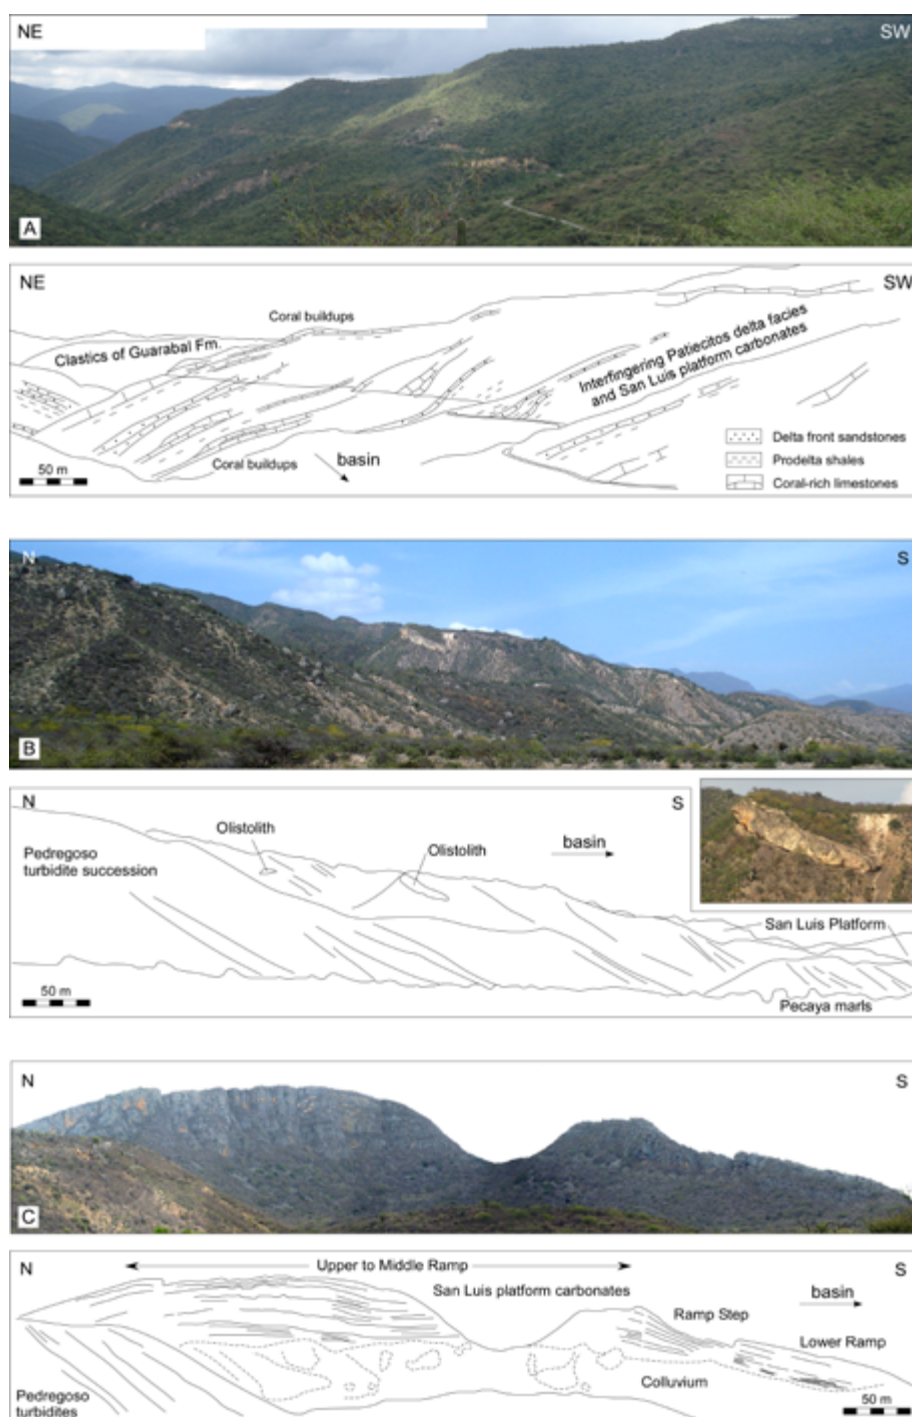 NE
SW
A
NE
SW
Coral buildups
Clastics of Guarabal Fm.
Interfingering Patiecitos delta facies
and San Luis platform carbonates
Delta front sandstones
Prodelta shales
Coral-rich limestones
Coral buildups
basin
50 m
N
S
B
N
S
Olistolith
Olistolith
basin
Pedregoso
turbidite succession
San Luis Platform
50 m
Pecaya marls
N
S
C
N
S
Upper to Middle Ramp
San Luis platform carbonates
basin
Ramp Step
Lower Ramp
Colluvium
Pedregoso
turbidites
50 m